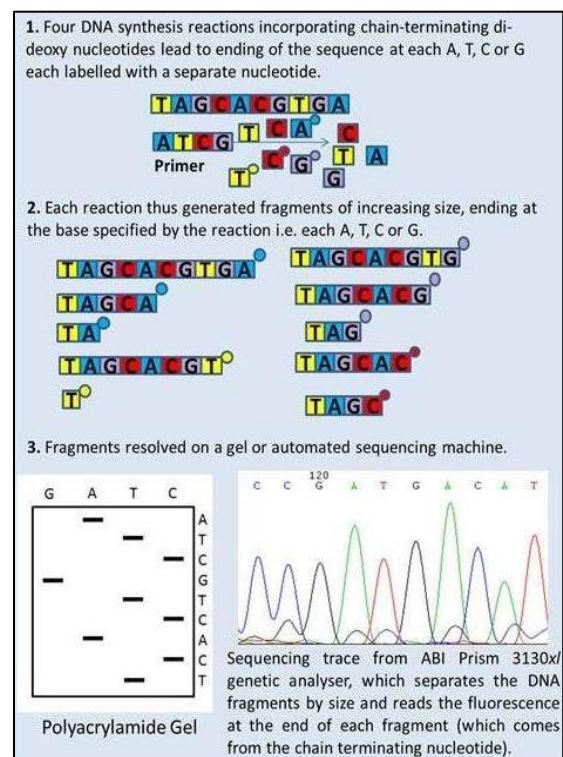 1. Four DNA synthesis reactions incorporating chain-terminating di-
deoxy nucleotides lead to ending of the sequence at each A, T, C or G
each labelled with a separate nucleotide.
TAGCACGTGA
ATCG T C A C
Primer T A
T C G G
2. Each reaction thus generated fragments of increasing size, ending at
the base specified by the reaction i.e. each A, T, C or G.
TAGCACGTGA TAGCACGTG
TAGCA TAGCACG
TA TAG
TAGCACGT TAGCAC
T TAGC
3. Fragments resolved on a gel or automated sequencing machine.
G A T C
A
T
C
G
T
C
A
C
T
Polyacrylamide Gel
120
C C G A T G A C A T
Sequencing trace from ABI Prism 3130xl
genetic analyser, which separates the DNA
fragments by size and reads the fluorescence
at the end of each fragment (which comes
from the chain terminating nucleotide).